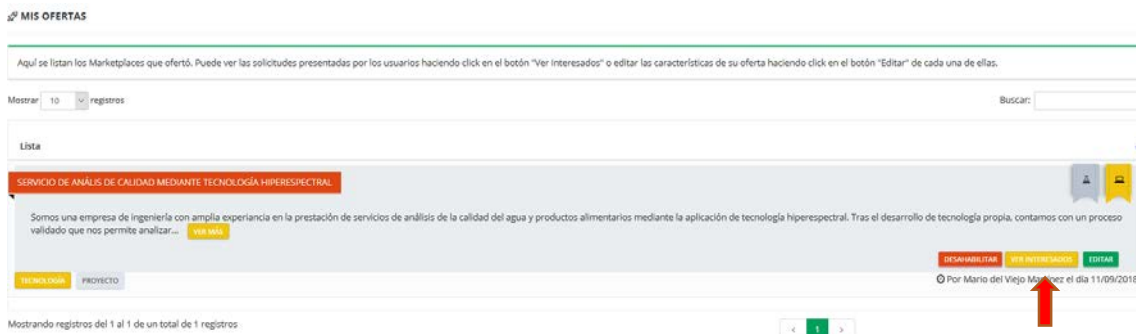 MIS OFERTAS
Aquí se listan los Marketplaces que ofertó. Puede ver las solicitudes presentadas por los usuarios haciendo click en el botón "Ver Interesados" o editar las características de su oferta haciendo click en el botón "Editar" de cada una de ellas.
Mostrar 10 registros
Buscar:
Lista
SERVICIO DE ANÁLIS DE CALIDAD MEDIANTE TECNOLOGÍA HIPERESPECTRAL
Somos una empresa de ingeniería con amplia experiancia en la prestación de servicios de análisis de la calidad del agua y productos alimentarios mediante la aplicación de tecnología hiperespectral. Tras el desarrollo de tecnología propia, contamos con un proceso
validado que nos permite analizar... VER MÁS
DESAHABILITAR VER INTERESADOS EDITAR
TECNOLOGÍA PROYECTO
Por Mario del Viejo Martínez el día 11/09/2018
Mostrando registros del 1 al 1 de un total de 1 registros
< 1 >